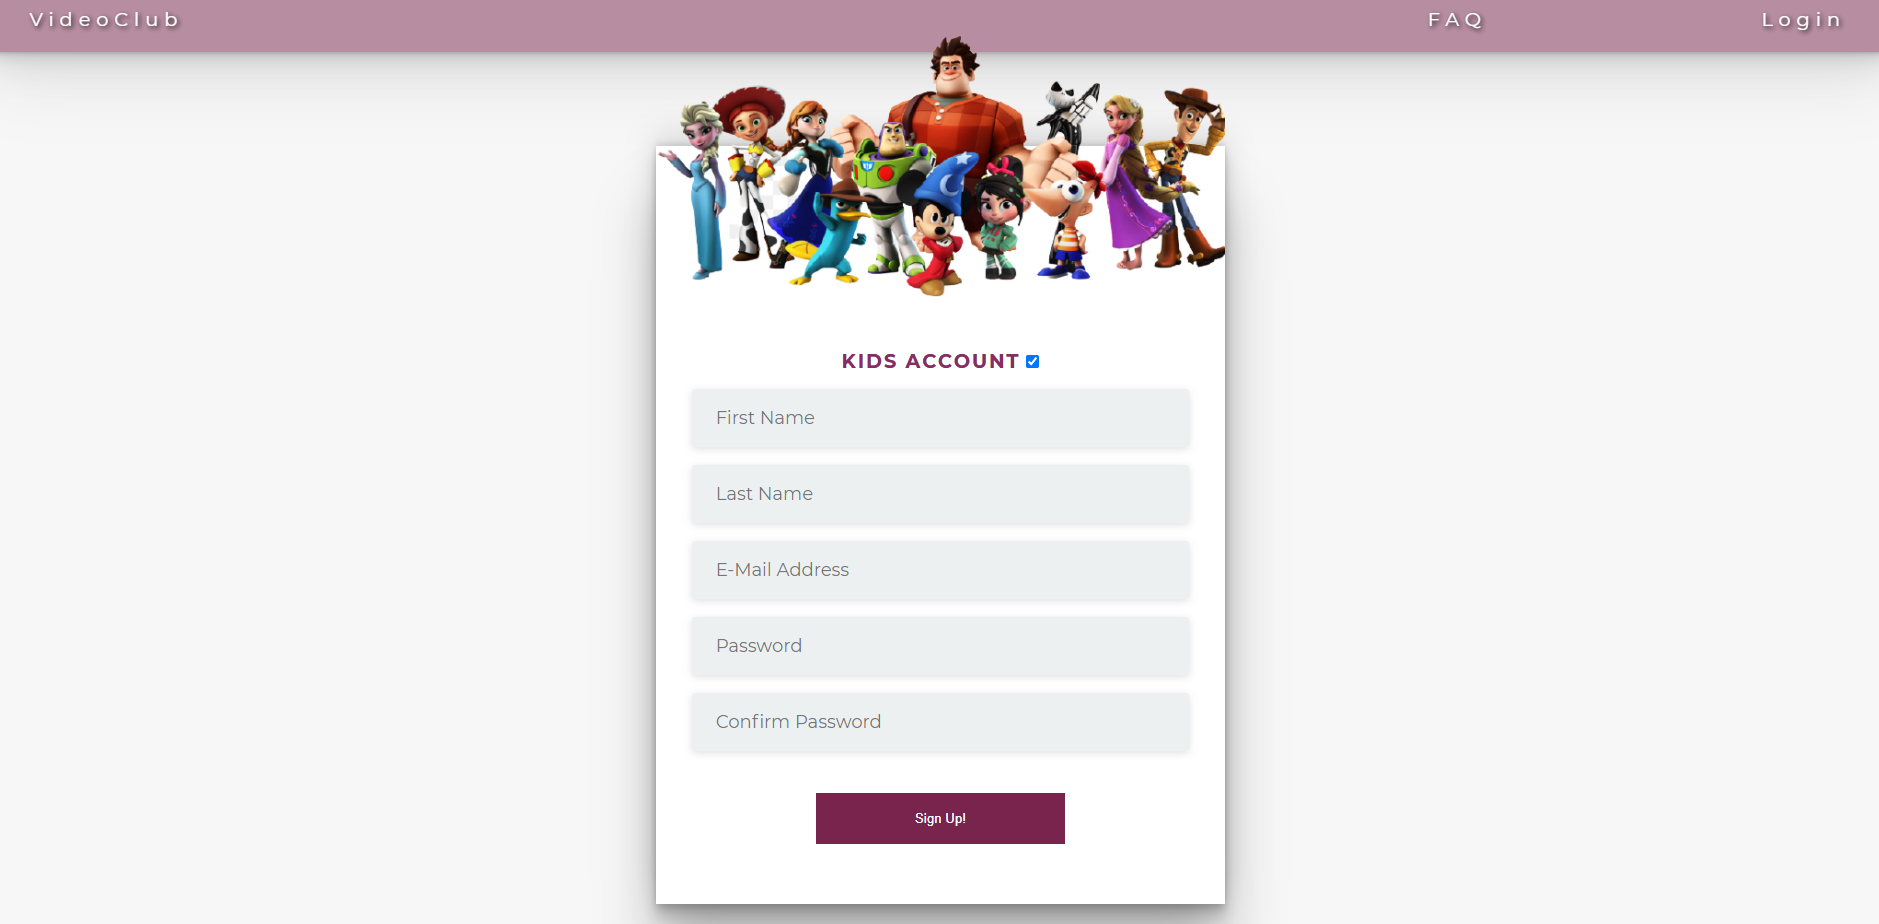 VideoClub
FAQ
Login
KIDS ACCOUNT
First Name
Last Name
E-Mail Address
Password
Confirm Password
Sign Up!